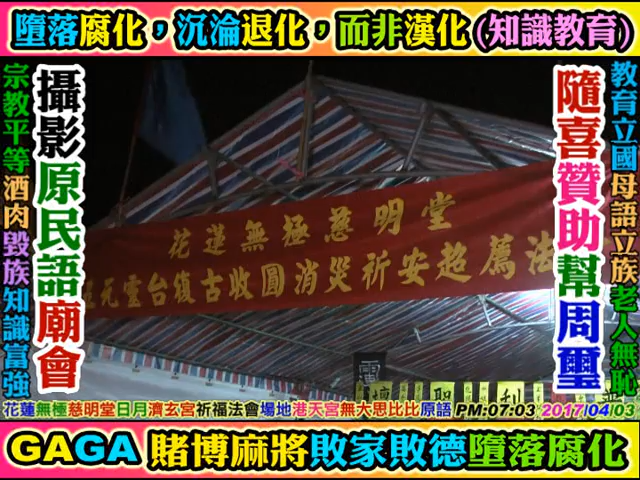 墮落腐化，沉淪退化，而非漢化(知識教育)
宗教平等酒肉毀族知識富強
攝影原民語廟會
隨喜贊助幫周璽
教育立國母語立族老人無恥
花蓮無極慈明堂
元靈台復古收圓消災祈安超薦法
花蓮無極慈明堂日月濟玄宮祈福法會場地港天宮無大思比比原語 PM:07:03 2017/04/03
GAGA 賭博麻將敗家敗德墮落腐化